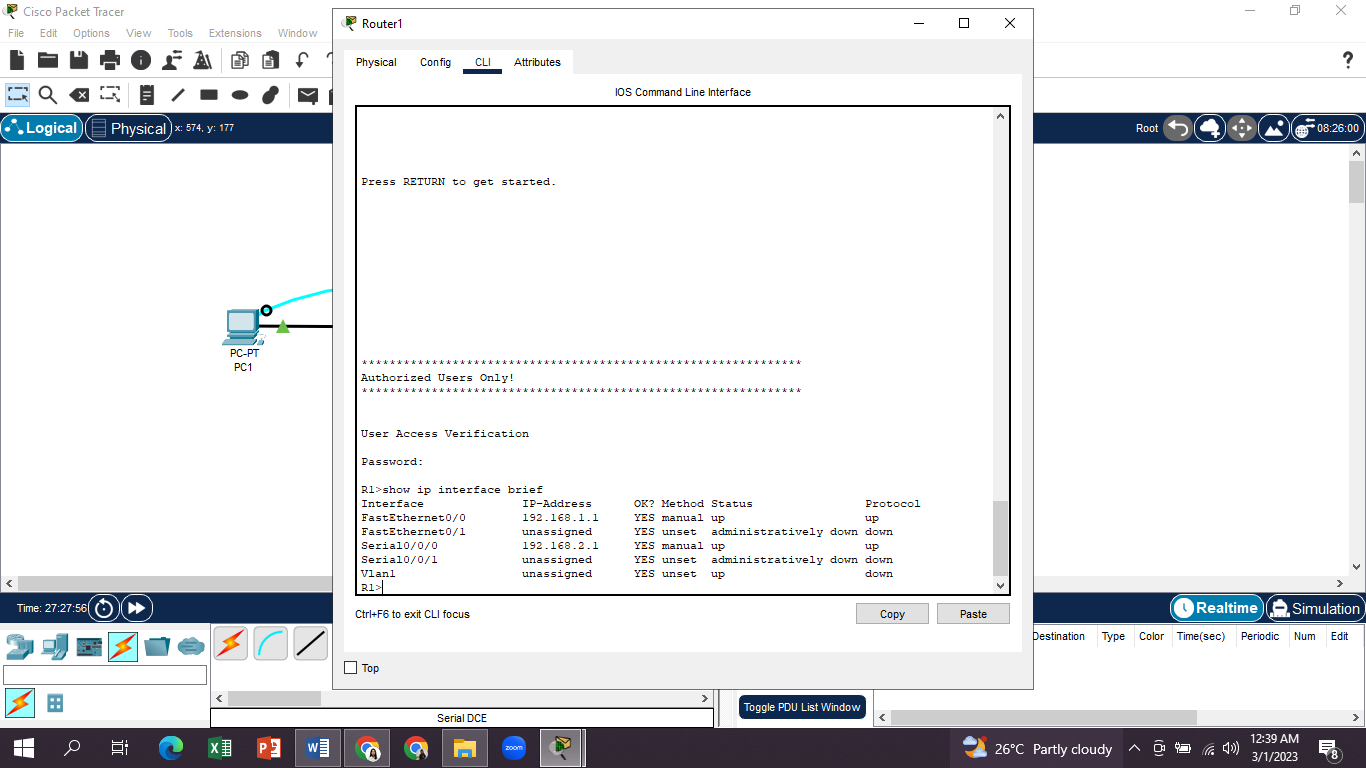 Cisco Packet Tracer
File Edit Options View Tools Extensions Window
Logical
Physical
x: 574, y: 177
Root
08:26:00
PC-PT
PC1
Router1
Physical Config CLI Attributes
IOS Command Line Interface
Press RETURN to get started.
***************************************************************
Authorized Users Only!
***************************************************************
User Access Verification
Password:
R1>show ip interface brief
Interface IP-Address OK? Method Status Protocol
FastEthernet0/0 192.168.1.1 YES manual up up
FastEthernet0/1 unassigned YES unset administratively down down
Serial0/0/0 192.168.2.1 YES manual up up
Serial0/0/1 unassigned YES unset administratively down down
Vlan1 unassigned YES unset up down
R1>
Ctrl+F6 to exit CLI focus
Copy
Paste
Top
Time: 27:27:56
Realtime
Simulation
Destination Type Color Time(sec) Periodic Num Edit
Serial DCE
Toggle PDU List Window
zoom
26°C Partly cloudy
12:39 AM
3/1/2023
8